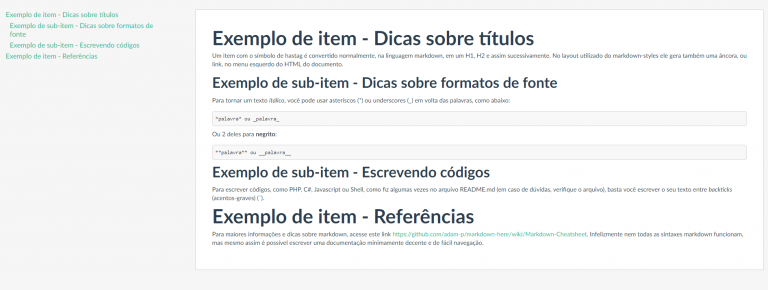 Exemplo de item - Dicas sobre títulos
Exemplo de sub-item - Dicas sobre formatos de
fonte
Exemplo de sub-item - Escrevendo códigos
Exemplo de item - Referências
Exemplo de item - Dicas sobre títulos
Um item com o símbolo de hastag é convertido normalmente, na linguagem markdown, em um H1, H2 e assim sucessivamente. No layout utilizado do markdown-styles ele gera também uma âncora, ou
link, no menu esquerdo do HTML do documento.
Exemplo de sub-item - Dicas sobre formatos de fonte
Para tornar um texto itálico, você pode usar asteriscos (*) ou underscores (_) em volta das palavras, como abaixo:
*palavra* ou _palavra_
Ou 2 deles para negrito:
**palavra** ou __palavra__
Exemplo de sub-item - Escrevendo códigos
Para escrever códigos, como PHP, C#, Javascript ou Shell, como fiz algumas vezes no arquivo README.md (em caso de dúvidas, verifique o arquivo), basta você escrever o seu texto entre backticks
(acentos-graves) (`).
Exemplo de item - Referências
Para maiores informações e dicas sobre markdown, acesse este link https://github.com/adam-p/markdown-here/wiki/Markdown-Cheatsheet. Infelizmente nem todas as sintaxes markdown funcionam,
mas mesmo assim é possível escrever uma documentação minimamente decente e de fácil navegação.